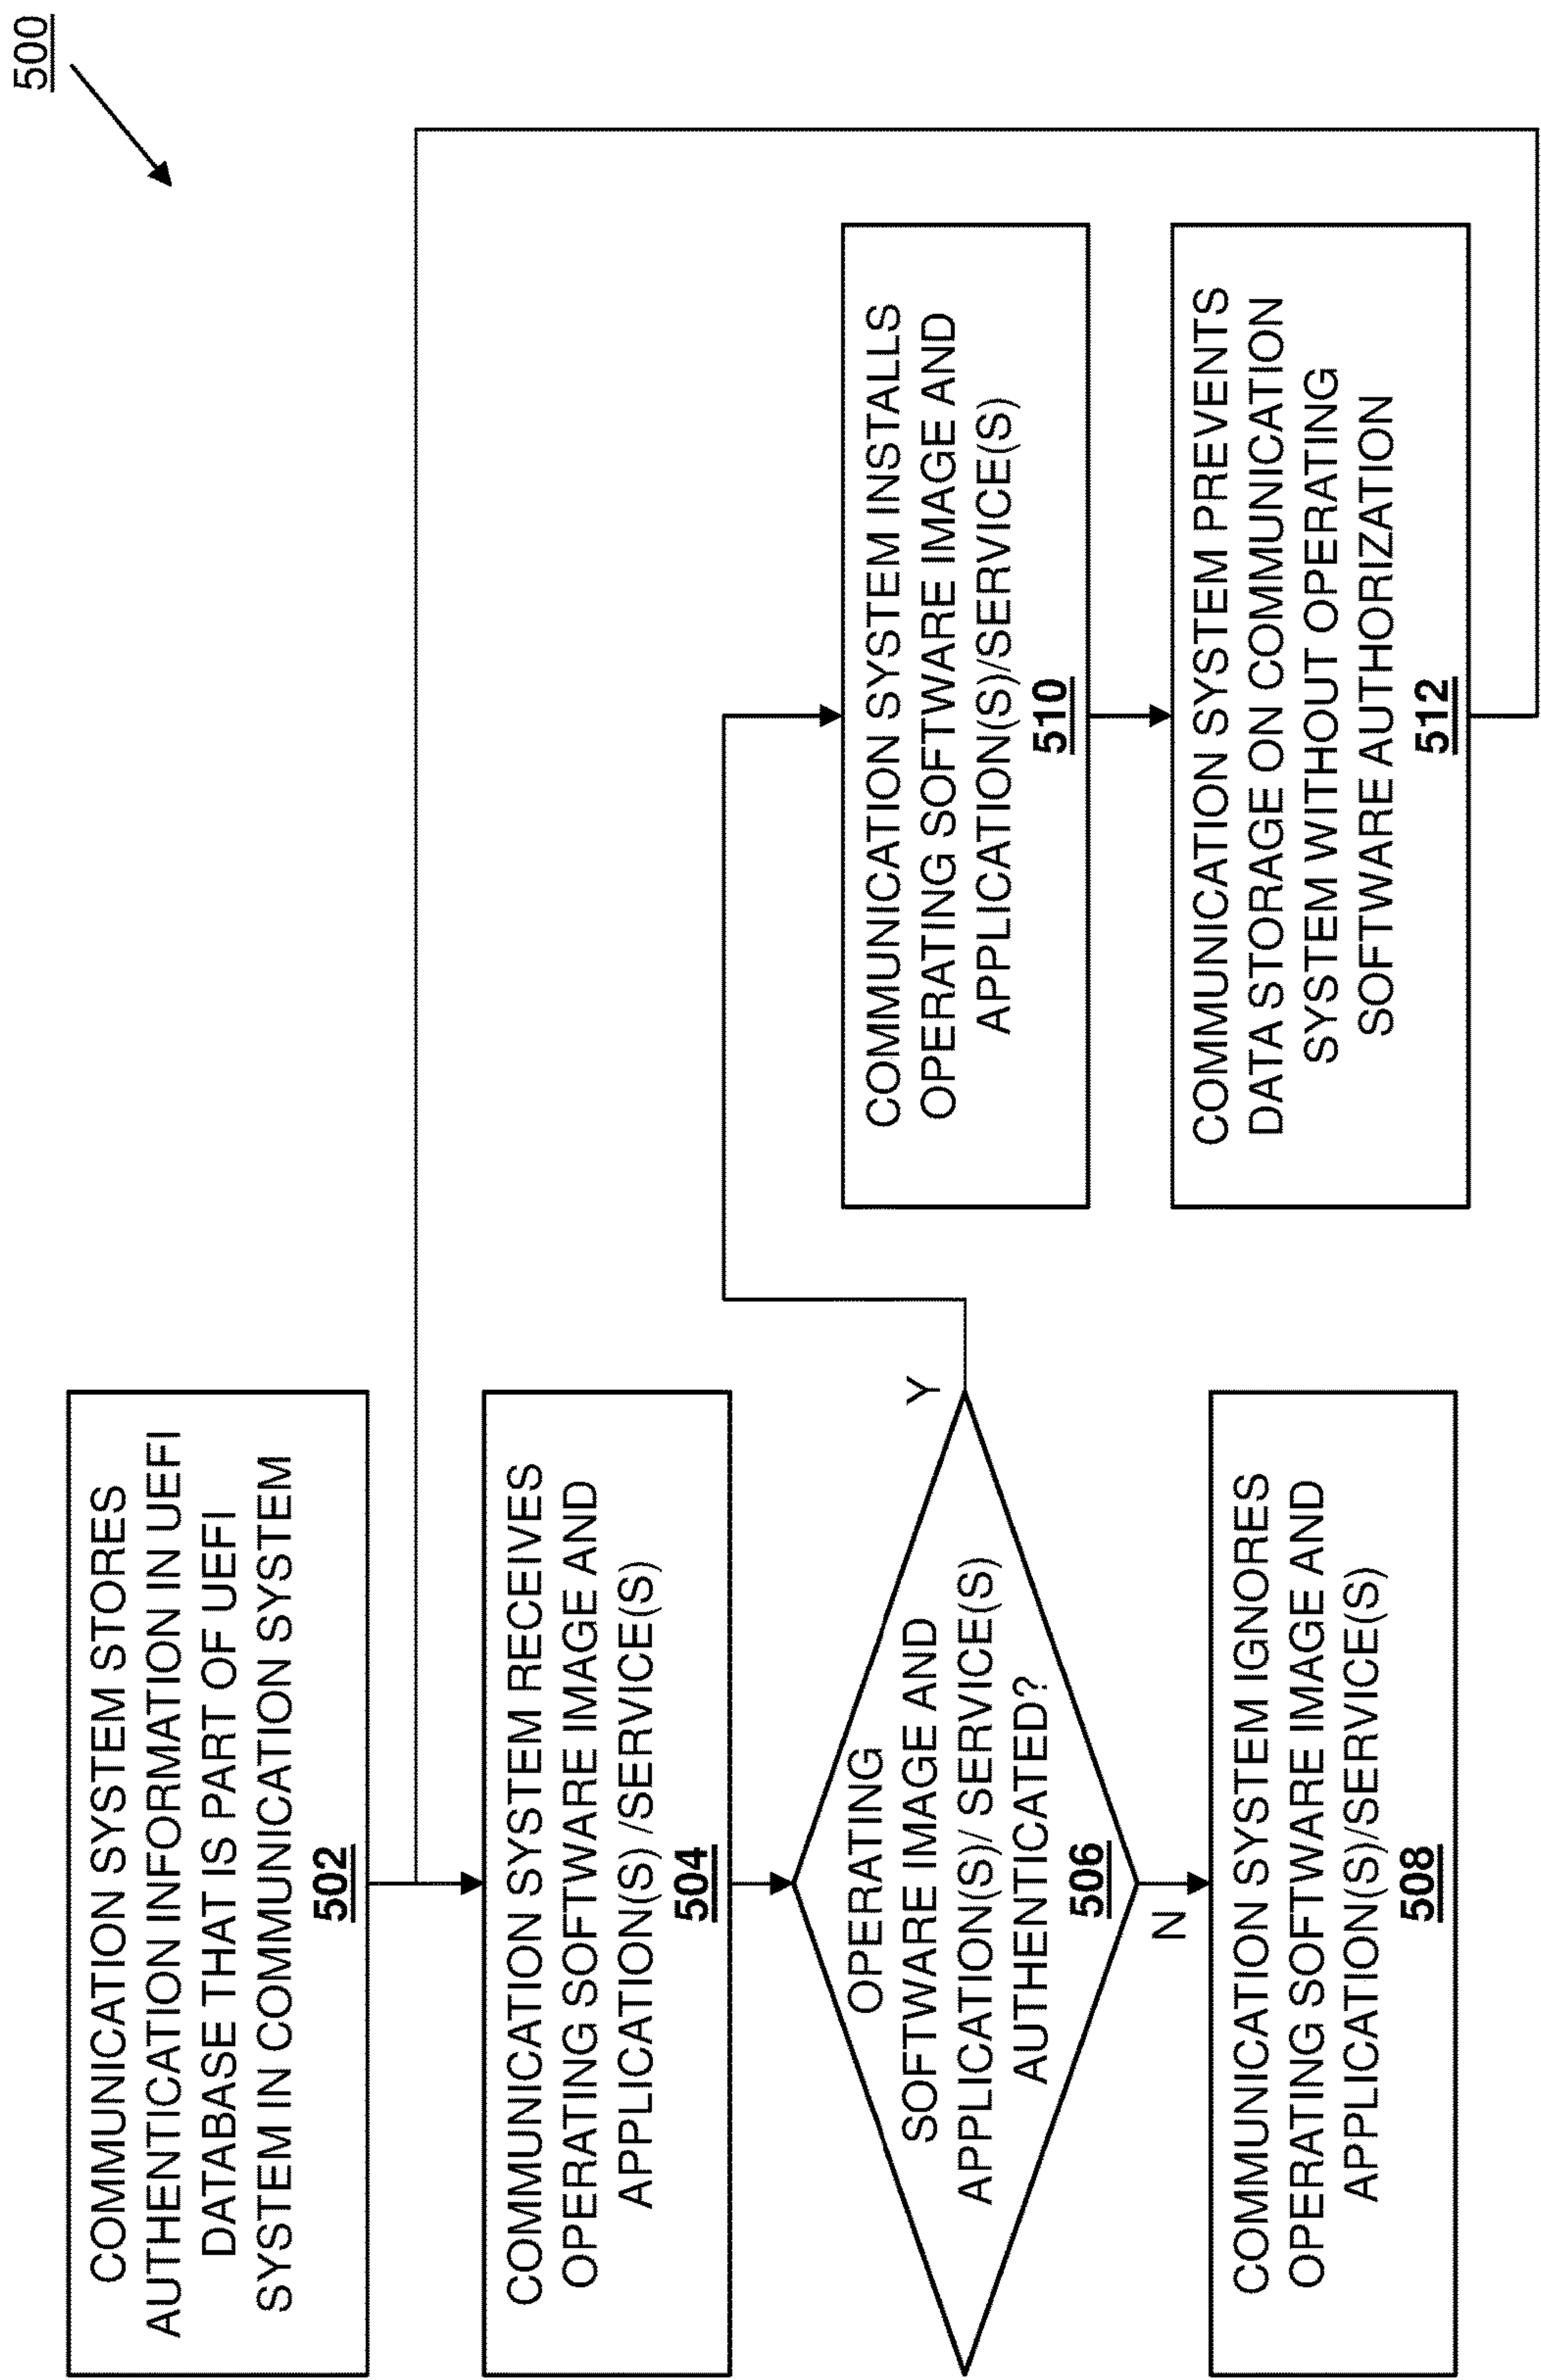 500
COMMUNICATION SYSTEM STORES
AUTHENTICATION INFORMATION IN UEFI
DATABASE THAT IS PART OF UEFI
SYSTEM IN COMMUNICATION SYSTEM
502
COMMUNICATION SYSTEM RECEIVES
OPERATING SOFTWARE IMAGE AND
APPLICATION(S) /SERVICE(S)
504
OPERATING
SOFTWARE IMAGE AND
APPLICATION(S)/ SERVICE(S)
AUTHENTICATED?
506
Y
N
COMMUNICATION SYSTEM IGNORES
OPERATING SOFTWARE IMAGE AND
APPLICATION(S)/SERVICE(S)
508
COMMUNICATION SYSTEM INSTALLS
OPERATING SOFTWARE IMAGE AND
APPLICATION(S)/SERVICE(S)
510
COMMUNICATION SYSTEM PREVENTS
DATA STORAGE ON COMMUNICATION
SYSTEM WITHOUT OPERATING
SOFTWARE AUTHORIZATION
512